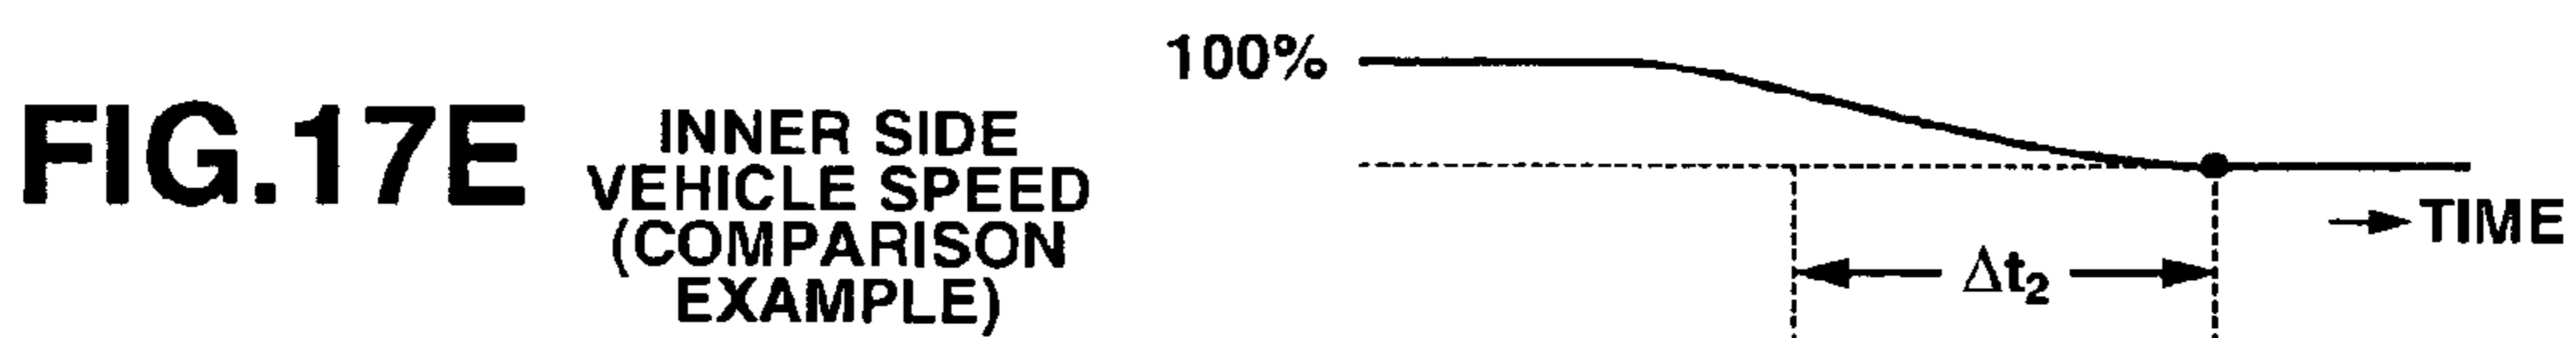 100%
FIG.17E
INNER SIDE
VEHICLE SPEED
(COMPARISON
EXAMPLE)
TIME
Δt₂